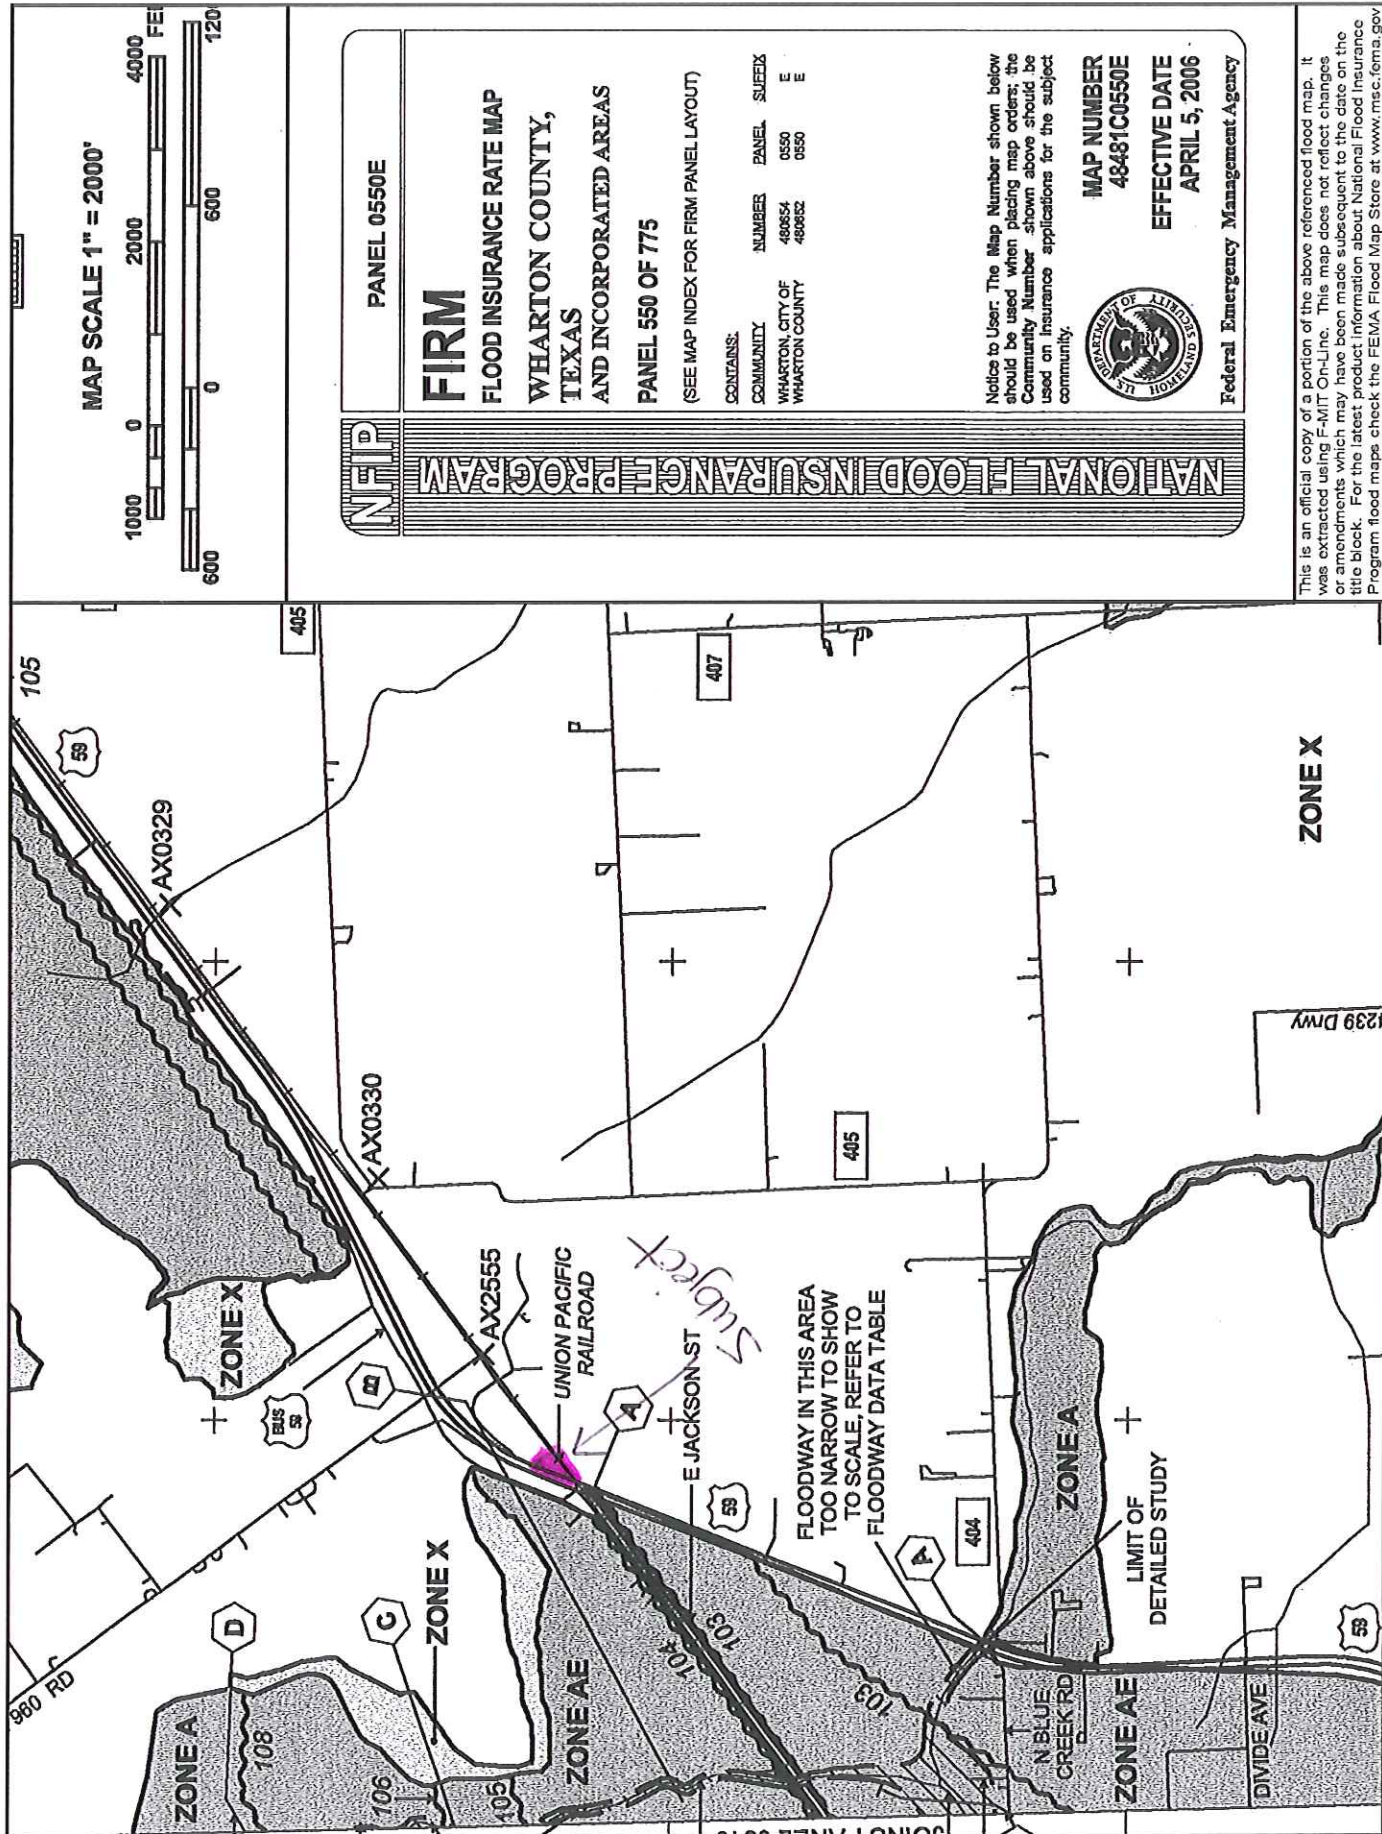 MAP SCALE 1" = 2000'
1000 0 2000 4000
600 0 600
NFIP
PANEL 0550E
FIRM
FLOOD INSURANCE RATE MAP
WHARTON COUNTY,
TEXAS
AND INCORPORATED AREAS
PANEL 550 OF 775
(SEE MAP INDEX FOR FIRM PANEL LAYOUT)
CONTAINS:
COMMUNITY NUMBER PANEL SUFFIX
WHARTON, CITY OF 480654 0550 E
WHARTON COUNTY 480652 0550 E
Notice to User: The Map Number shown below
should be used when placing map orders; the
Community Number shown above should be
used on insurance applications for the subject
community.
MAP NUMBER
48481C0550E
EFFECTIVE DATE
APRIL 5, 2006
U.S. DEPARTMENT OF HOMELAND SECURITY
Federal Emergency Management Agency
NATIONAL FLOOD INSURANCE PROGRAM
This is an official copy of a portion of the above referenced flood map. It
was extracted using F-MIT On-Line. This map does not reflect changes
or amendments which may have been made subsequent to the date on the
title block. For the latest product information about National Flood Insurance
Program flood maps check the FEMA Flood Map Store at www.msc.fema.gov
105
59
405
AX0329
AX0330
407
ZONE X
BUS
59
B
AX2555
UNION PACIFIC
RAILROAD
Subject
A
E JACKSON ST
405
ZONE X
4239 Drwy
960 RD
D
C
ZONE X
ZONE A
108
106
105
ZONE AE
104
103
59
FLOODWAY IN THIS AREA
TOO NARROW TO SHOW
TO SCALE, REFER TO
FLOODWAY DATA TABLE
103
A
404
ZONE A
LIMIT OF
DETAILED STUDY
N BLUE
CREEK RD
ZONE AE
DIVIDE AVE
59